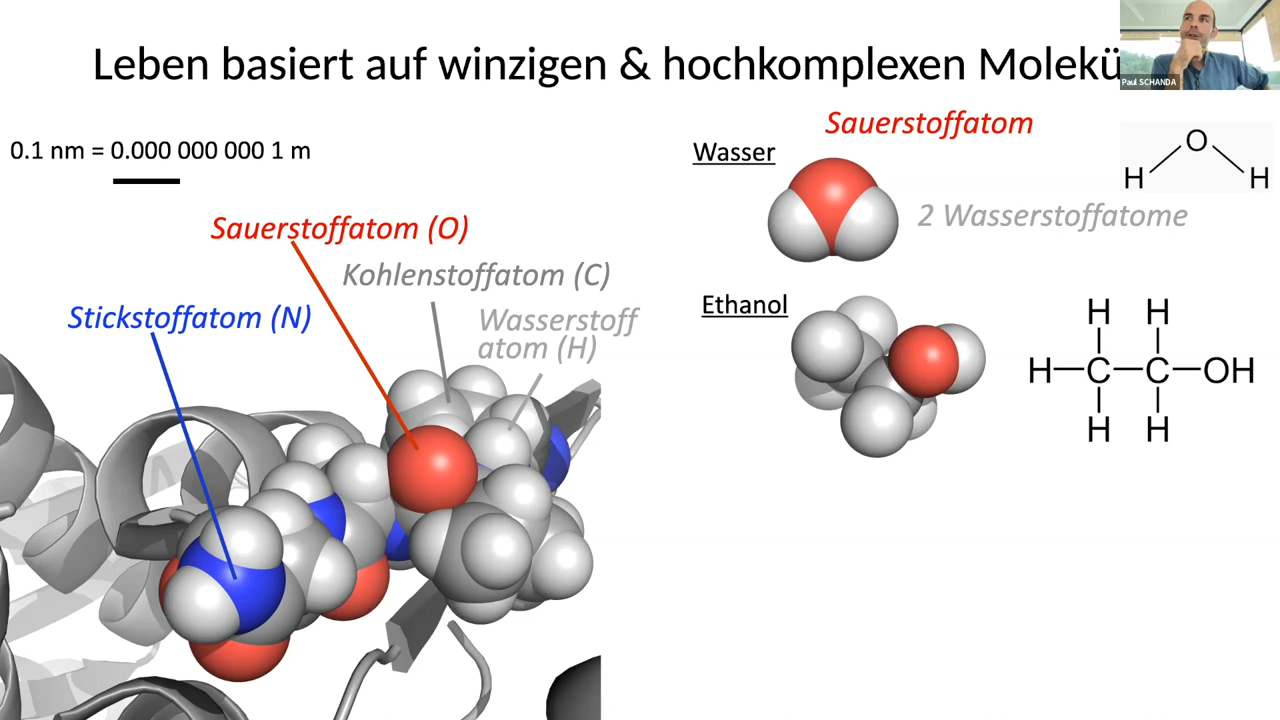 Leben basiert auf winzigen & hochkomplexen Molekü
Paul SCHANDA
0.1 nm = 0.000 000 000 1 m
Sauerstoffatom (O)
Kohlenstoffatom (C)
Wasserstoff
atom (H)
Stickstoffatom (N)
Sauerstoffatom
Wasser
2 Wasserstoffatome
O
H H
Ethanol
H H
H C C OH
H H